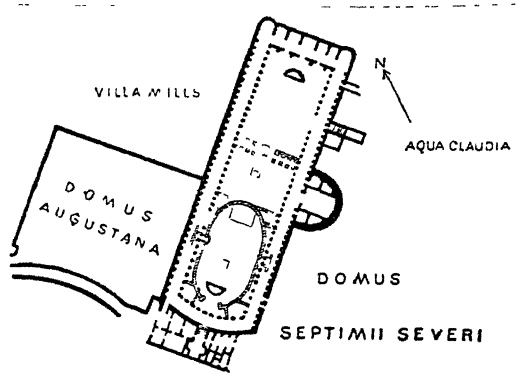 N
VILLA MILLS
AQUA CLAUDIA
DOMUS
AUGUSTANA
DOMUS
SEPTIMII SEVERI